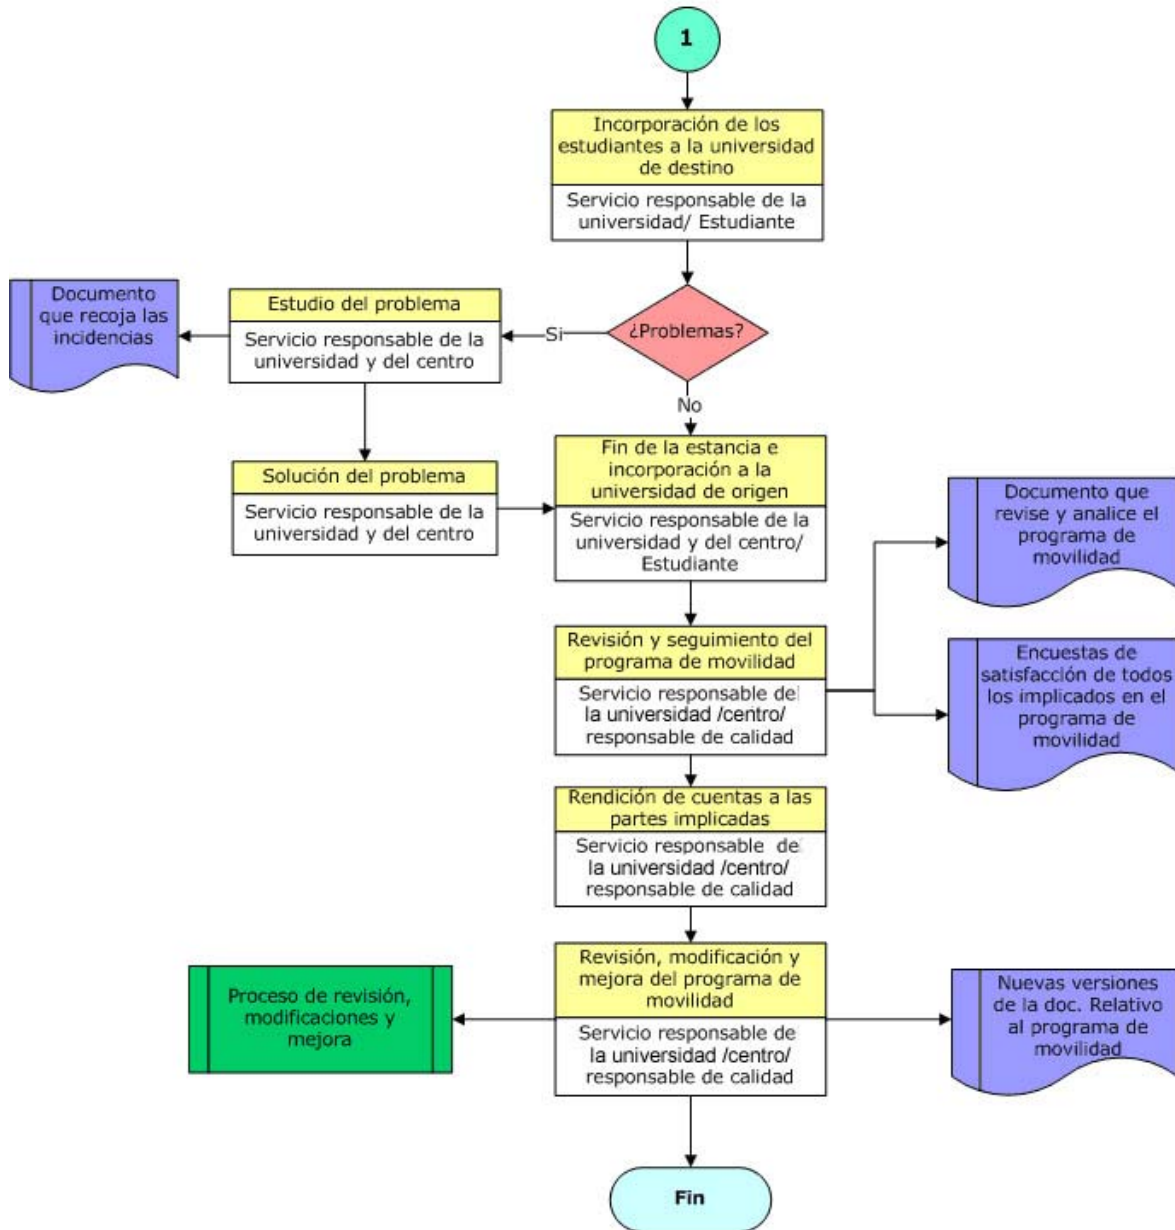 1
Incorporación de los
estudiantes a la universidad
de destino
Servicio responsable de la
universidad/ Estudiante
¿Problemas?
Si
No
Estudio del problema
Servicio responsable de la
universidad y del centro
Documento
que recoja las
incidencias
Solución del problema
Servicio responsable de la
universidad y del centro
Fin de la estancia e
incorporación a la
universidad de origen
Servicio responsable de la
universidad y del centro/
Estudiante
Documento que
revise y analice el
programa de
movilidad
Revisión y seguimiento del
programa de movilidad
Servicio responsable de
la universidad /centro/
responsable de calidad
Encuestas de
satisfacción de todos
los implicados en el
programa de
movilidad
Rendición de cuentas a las
partes implicadas
Servicio responsable de
la universidad /centro/
responsable de calidad
Revisión, modificación y
mejora del programa de
movilidad
Servicio responsable de
la universidad /centro/
responsable de calidad
Proceso de revisión,
modificaciones y
mejora
Nuevas versiones
de la doc. Relativo
al programa de
movilidad
Fin